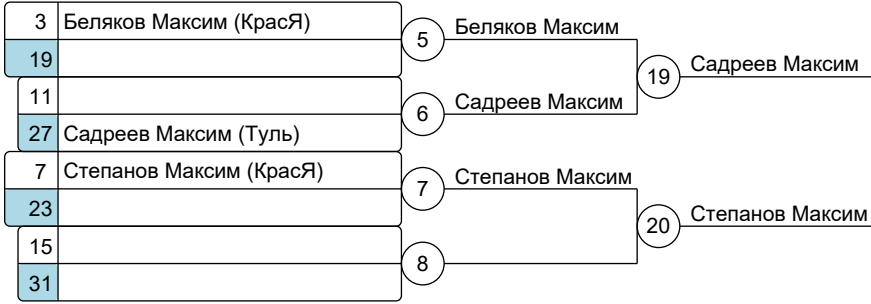 3 Беляков Максим (КрасЯ)
5 Беляков Максим
19
19 Садреев Максим
11
6 Садреев Максим
27 Садреев Максим (Туль)
7 Степанов Максим (КрасЯ)
7 Степанов Максим
23
20 Степанов Максим
15
8
31